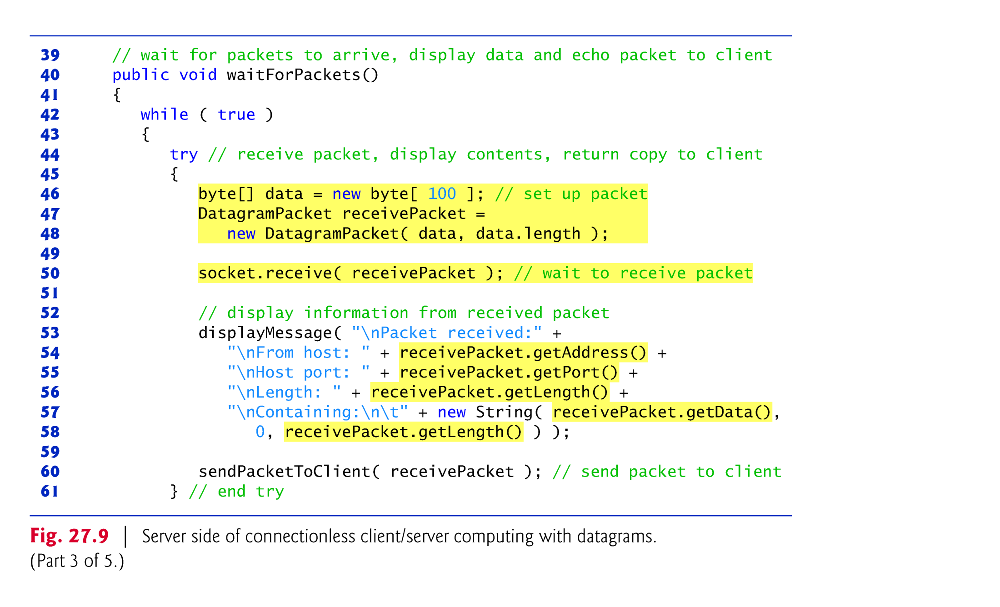 39 // wait for packets to arrive, display data and echo packet to client
40 public void waitForPackets()
41 {
42 while ( true )
43 {
44 try // receive packet, display contents, return copy to client
45 {
46 byte[] data = new byte[ 100 ]; // set up packet
47 DatagramPacket receivePacket =
48 new DatagramPacket( data, data.length );
49
50 socket.receive( receivePacket ); // wait to receive packet
51
52 // display information from received packet
53 displayMessage( "\nPacket received:" +
54 "\nFrom host: " + receivePacket.getAddress() +
55 "\nHost port: " + receivePacket.getPort() +
56 "\nLength: " + receivePacket.getLength() +
57 "\nContaining:\n\t" + new String( receivePacket.getData(),
58 0, receivePacket.getLength() ) );
59
60 sendPacketToClient( receivePacket ); // send packet to client
61 } // end try
Fig. 27.9 | Server side of connectionless client/server computing with datagrams.
(Part 3 of 5.)